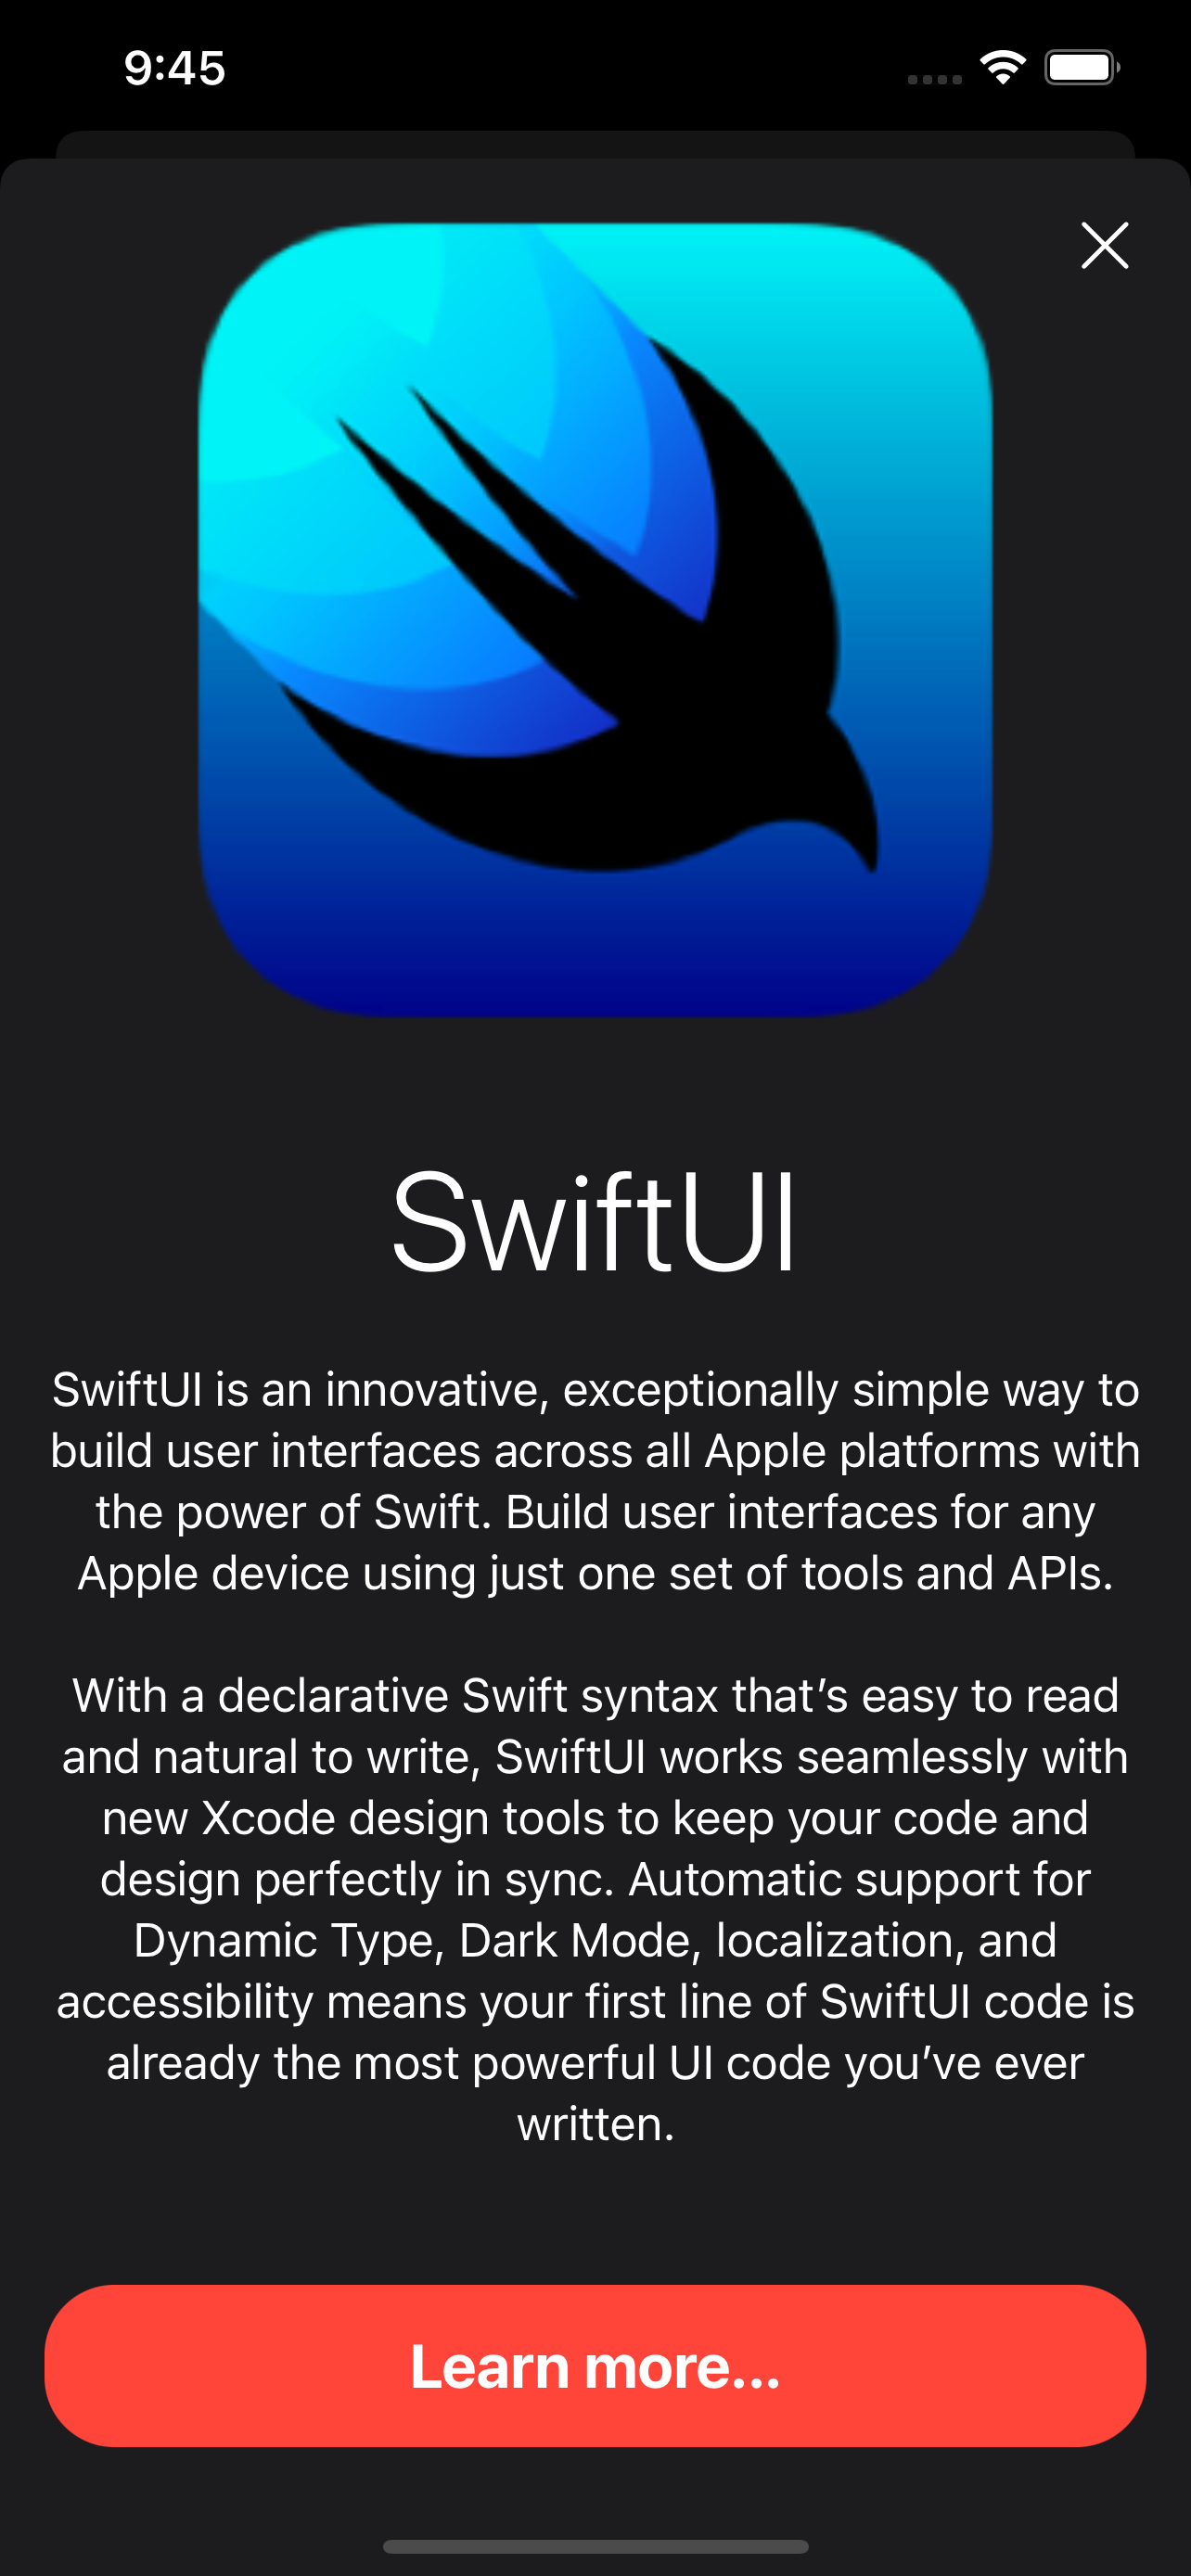 9:45
SwiftUI
SwiftUI is an innovative, exceptionally simple way to
build user interfaces across all Apple platforms with
the power of Swift. Build user interfaces for any
Apple device using just one set of tools and APIs.
With a declarative Swift syntax that’s easy to read
and natural to write, SwiftUI works seamlessly with
new Xcode design tools to keep your code and
design perfectly in sync. Automatic support for
Dynamic Type, Dark Mode, localization, and
accessibility means your first line of SwiftUI code is
already the most powerful UI code you’ve ever
written.
Learn more...